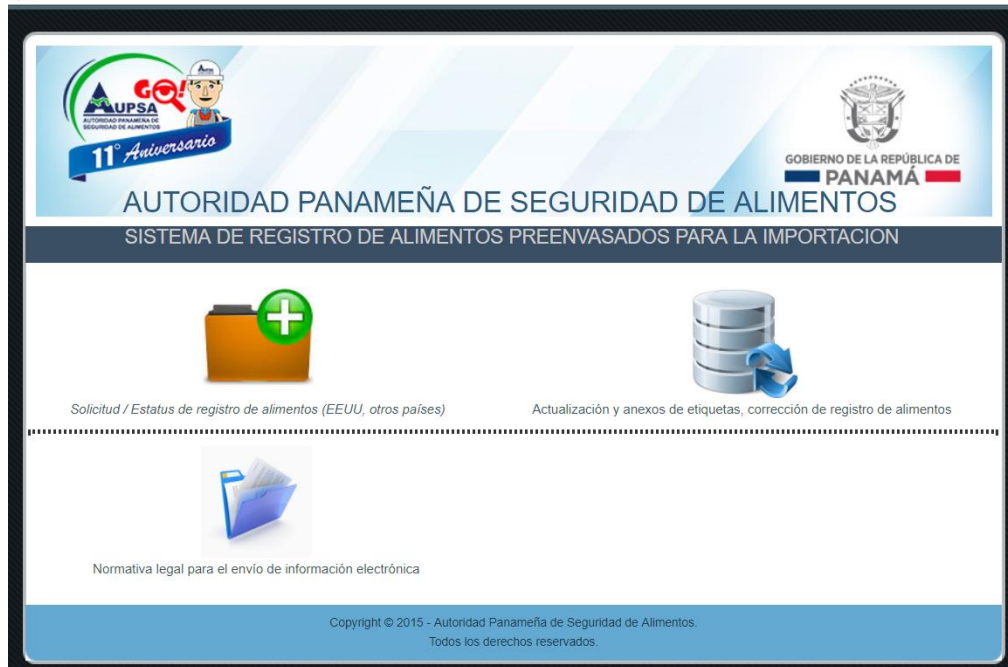 GO!
AUPSA
AUTORIDAD PANAMEÑA DE
SEGURIDAD DE ALIMENTOS
11° Aniversario
GOBIERNO DE LA REPÚBLICA DE
PANAMÁ
AUTORIDAD PANAMEÑA DE SEGURIDAD DE ALIMENTOS
SISTEMA DE REGISTRO DE ALIMENTOS PREENVASADOS PARA LA IMPORTACION
Solicitud / Estatus de registro de alimentos (EEUU, otros países)
Actualización y anexos de etiquetas, corrección de registro de alimentos
Normativa legal para el envío de información electrónica
Copyright © 2015 - Autoridad Panameña de Seguridad de Alimentos.
Todos los derechos reservados.